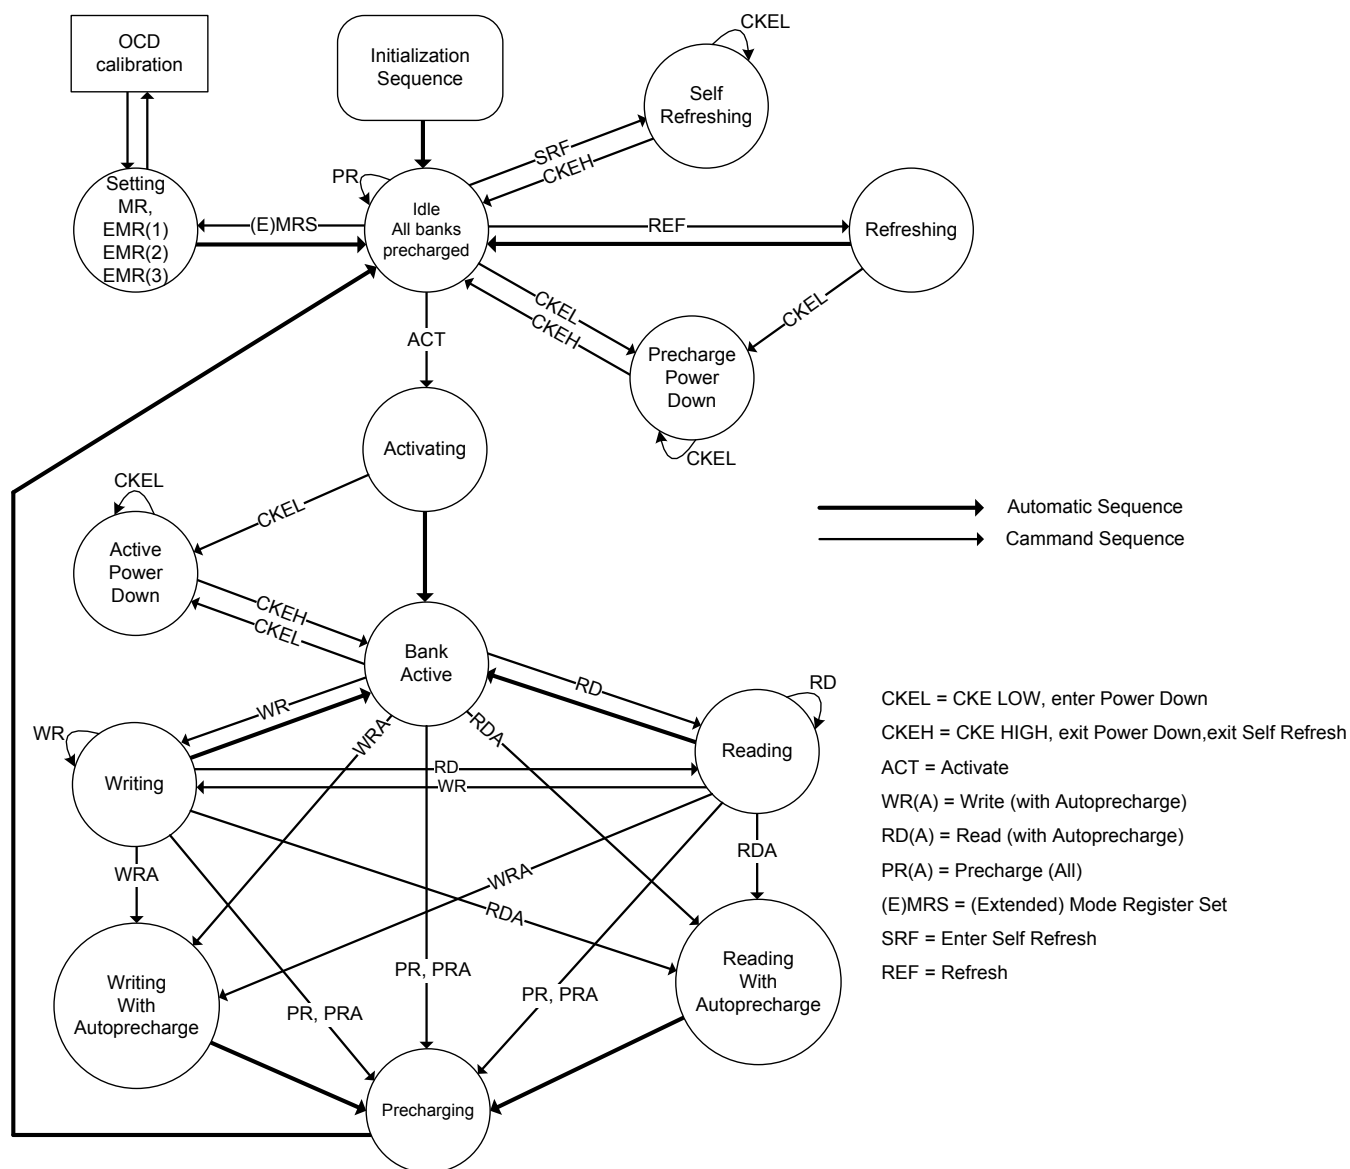 OCD
calibration
Initialization
Sequence
CKEL
Self
Refreshing
SRF
CKEH
PR
Setting
MR,
EMR(1)
EMR(2)
EMR(3)
(E)MRS
Idle
All banks
precharged
REF
Refreshing
CKEL
CKEH
CKEL
ACT
Precharge
Power
Down
CKEL
Activating
CKEL
CKEL
Active
Power
Down
Automatic Sequence
Cammand Sequence
CKEH
CKEL
Bank
Active
RD
RD
WR
WRA
RDA
WR
Writing
Reading
RD
WR
WRA
WRA
RDA
RDA
CKEL = CKE LOW, enter Power Down
CKEH = CKE HIGH, exit Power Down,exit Self Refresh
ACT = Activate
WR(A) = Write (with Autoprecharge)
RD(A) = Read (with Autoprecharge)
PR(A) = Precharge (All)
(E)MRS = (Extended) Mode Register Set
SRF = Enter Self Refresh
REF = Refresh
Writing
With
Autoprecharge
PR, PRA
PR, PRA
PR, PRA
Reading
With
Autoprecharge
Precharging